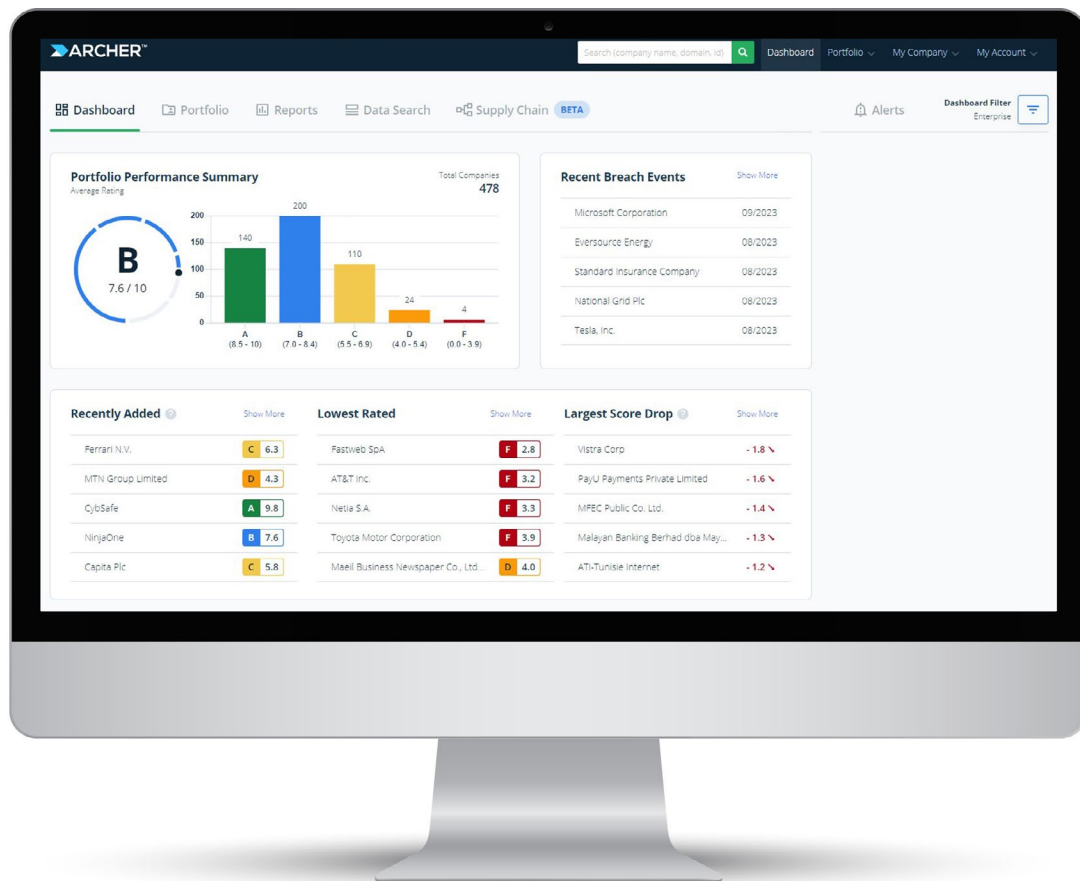 ARCHER™
Search (company name, domain, id)
Dashboard
Portfolio
My Company
My Account
Dashboard
Portfolio
Reports
Data Search
Supply Chain BETA
Alerts
Dashboard Filter
Enterprise
Portfolio Performance Summary
Average Rating
Total Companies
478
B
7.6 / 10
200
150
100
50
0
140
200
110
24
4
A
(8.5 - 10)
B
(7.0 - 8.4)
C
(5.5 - 6.9)
D
(4.0 - 5.4)
F
(0.0 - 3.9)
Recent Breach Events Show More
Microsoft Corporation 09/2023
Eversource Energy 08/2023
Standard Insurance Company 08/2023
National Grid Plc 08/2023
Tesla, Inc. 08/2023
Recently Added ? Show More
Ferrari N.V. C 6.3
MTN Group Limited D 4.3
CybSafe A 9.8
NinjaOne B 7.6
Capita Plc C 5.8
Lowest Rated Show More
Fastweb SpA F 2.8
AT&T Inc. F 3.2
Netia S.A. F 3.3
Toyota Motor Corporation F 3.9
Maeil Business Newspaper Co., Ltd... D 4.0
Largest Score Drop ? Show More
Vistra Corp - 1.8
PayU Payments Private Limited - 1.6
MFEC Public Co. Ltd. - 1.4
Malayan Banking Berhad dba May... - 1.3
ATI-Tunisie Internet - 1.2